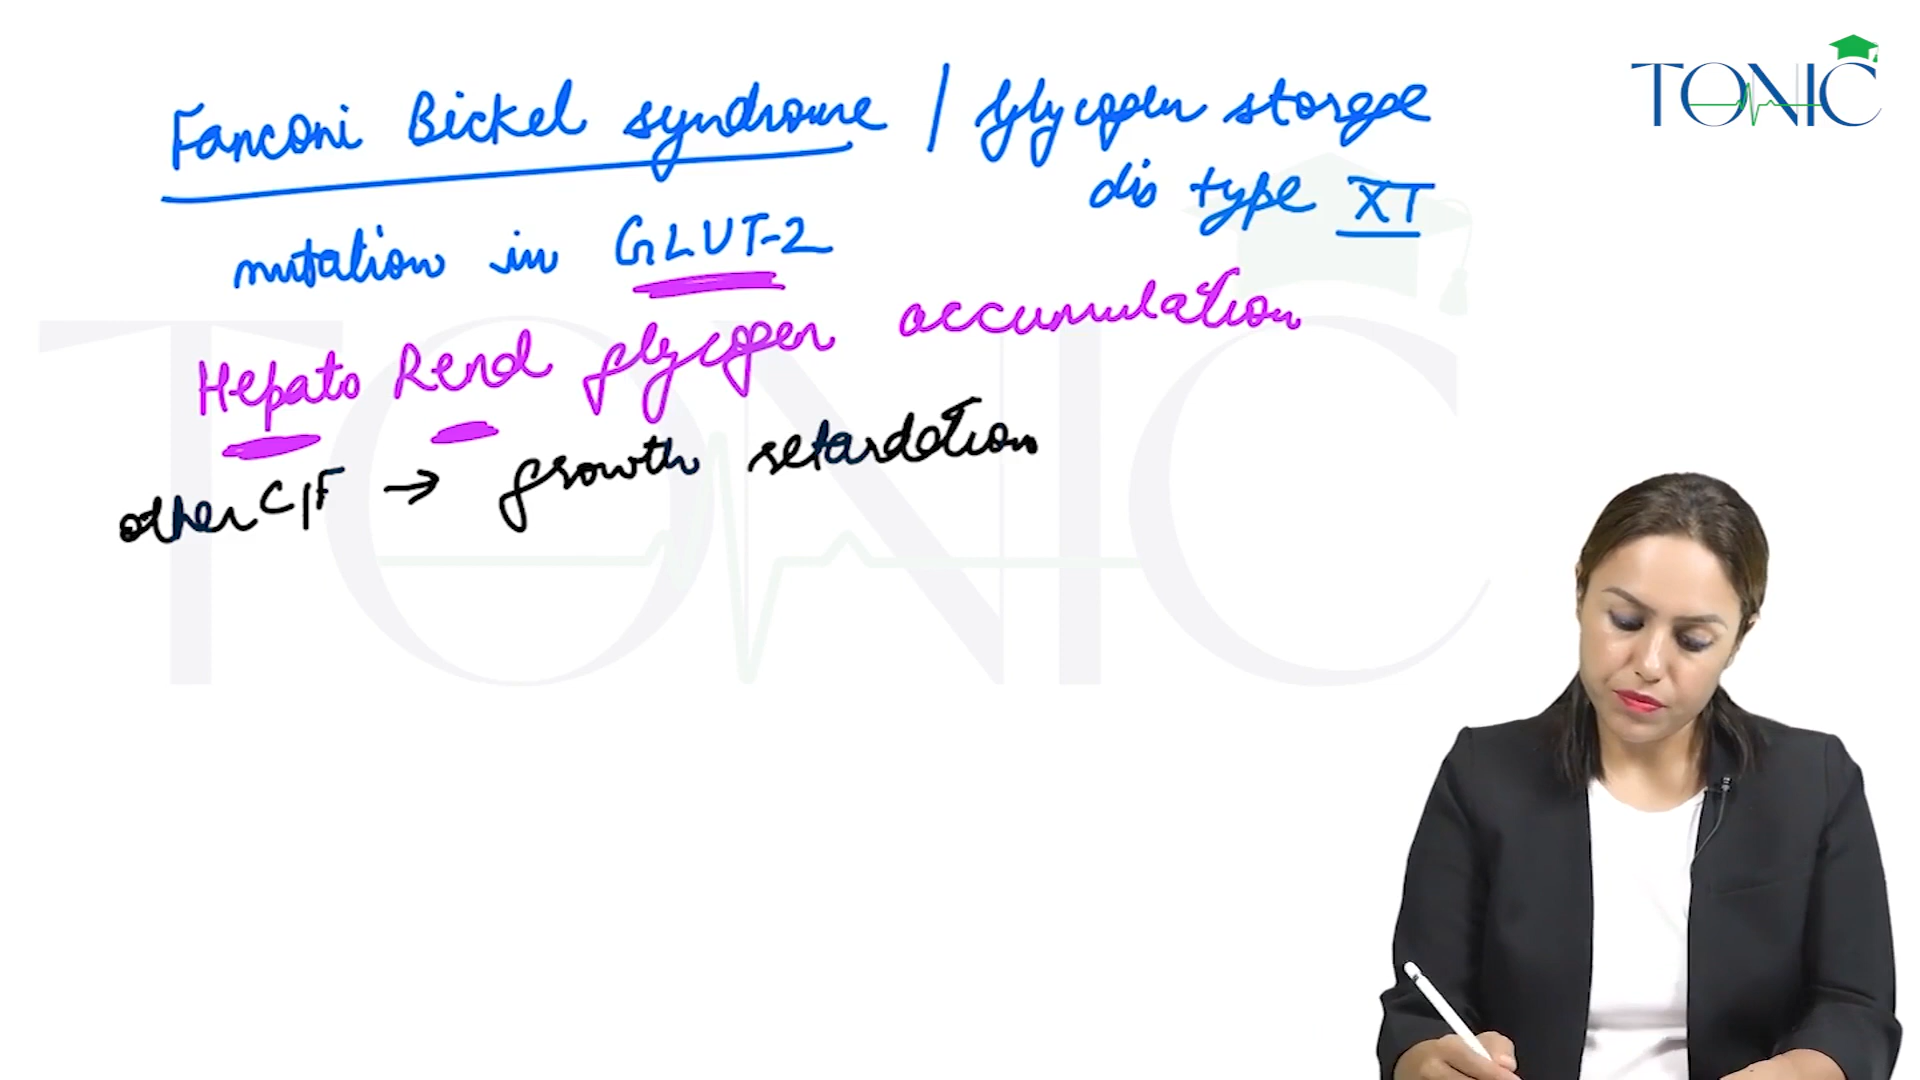 TONIC
Fanconi Bickel syndrome / Glycogen storage
dis type XI
mutation in GLUT-2
Hepato Renal glycogen accumulation
other C/F → growth retardation
TONIC